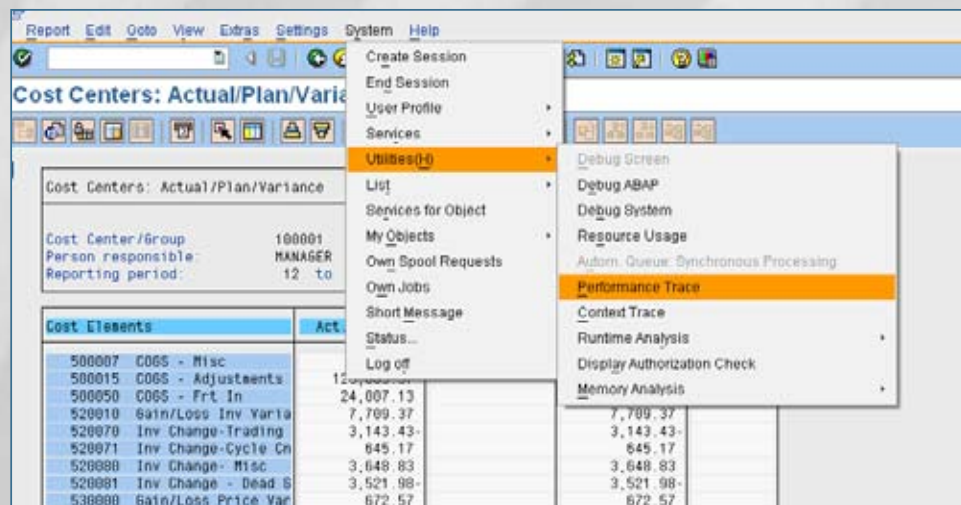 Report Edit Goto View Extras Settings System Help
Cost Centers: Actual/Plan/Varia
Create Session
End Session
User Profile
Services
Utilities(H)
List
Services for Object
My Objects
Own Spool Requests
Own Jobs
Short Message
Status...
Log off
Debug Screen
Debug ABAP
Debug System
Resource Usage
Autom. Queue: Synchronous Processing
Performance Trace
Context Trace
Runtime Analysis
Display Authorization Check
Memory Analysis
Cost Centers: Actual/Plan/Variance
Cost Center/Group 100001
Person responsible: MANAGER
Reporting period: 12 to
Cost Elements Act.
500007 COGS - Misc
500015 COGS - Adjustments
500050 COGS - Frt In 24,007.13
520010 Gain/Loss Inv Varia 7,709.37 7,709.37
520070 Inv Change-Trading 3,143.43- 3,143.43-
520071 Inv Change-Cycle Cn 645.17 645.17
520080 Inv Change- Misc 3,648.83 3,648.83
520081 Inv Change - Dead S 3,521.98- 3,521.98-
530000 Gain/Loss Price Var 672.57 672.57